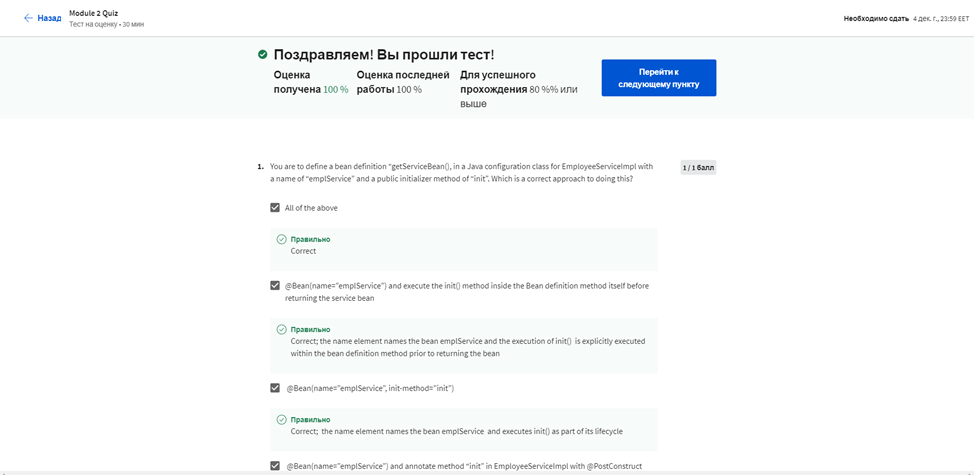 Назад
Module 2 Quiz
Тест на оценку • 30 мин
Необходимо сдать 4 дек. г., 23:59 EET
Поздравляем! Вы прошли тест!
Оценка
получена 100 %
Оценка последней
работы 100 %
Для успешного
прохождения 80 %% или
выше
Перейти к
следующему пункту
1. You are to define a bean definition “getServiceBean(), in a Java configuration class for EmployeeServiceImpl with
a name of “emplService” and a public initializer method of “init”. Which is a correct approach to doing this?
1 / 1 балл
All of the above
Правильно
Correct
@Bean(name=”emplService”) and execute the init() method inside the Bean definition method itself before
returning the service bean
Правильно
Correct; the name element names the bean emplService and the execution of init() is explicitly executed
within the bean definition method prior to returning the bean
@Bean(name=”emplService”, init-method=”init”)
Правильно
Correct; the name element names the bean emplService and executes init() as part of its lifecycle
@Bean(name=”emplService”) and annotate method “init” in EmployeeServiceImpl with @PostConstruct